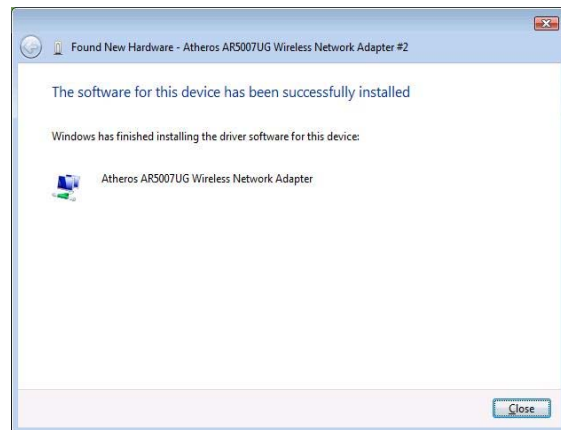 Found New Hardware - Atheros AR5007UG Wireless Network Adapter #2
The software for this device has been successfully installed
Windows has finished installing the driver software for this device:
Atheros AR5007UG Wireless Network Adapter
Close